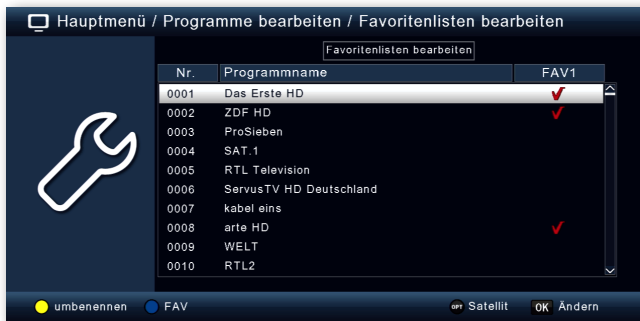 Hauptmenü / Programme bearbeiten / Favoritenlisten bearbeiten
Favoritenlisten bearbeiten
Nr. Programmname FAV1
0001 Das Erste HD
0002 ZDF HD
0003 ProSieben
0004 SAT.1
0005 RTL Television
0006 ServusTV HD Deutschland
0007 kabel eins
0008 arte HD
0009 WELT
0010 RTL2
umbenennen FAV OPT Satellit OK Ändern